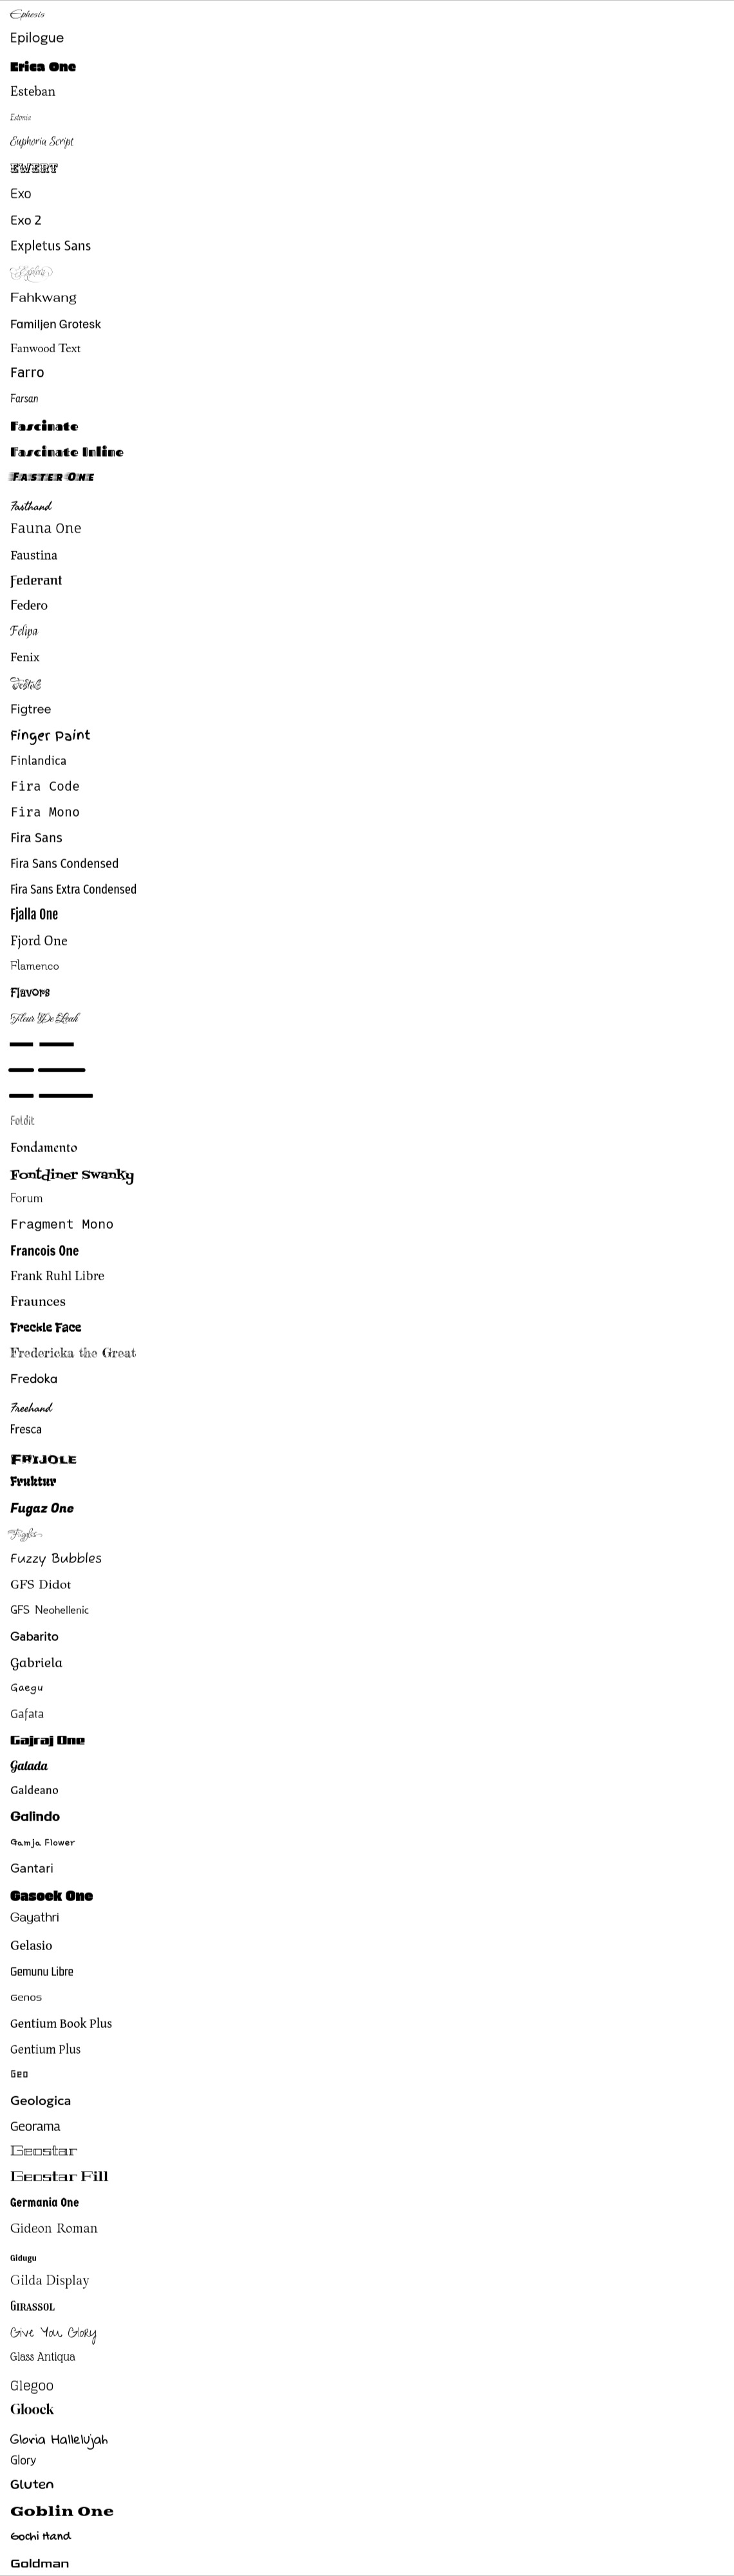 Ephesis
Epilogue
Erica One
Esteban
Estonia
Euphoria Script
EWERT
Exo
Exo 2
Expletus Sans
Explora
Fahkwang
Familjen Grotesk
Fanwood Text
Farro
Farsan
Fascinate
Fascinate Inline
FASTER ONE
Fasthand
Fauna One
Faustina
Federant
Federo
Felipa
Fenix
Festive
Figtree
Finger Paint
Finlandica
Fira Code
Fira Mono
Fira Sans
Fira Sans Condensed
Fira Sans Extra Condensed
Fjalla One
Fjord One
Flamenco
Flavors
Fleur De Leah
Foldit
Fondamento
Fontdiner Swanky
Forum
Fragment Mono
Francois One
Frank Ruhl Libre
Fraunces
Freckle Face
Fredericka the Great
Fredoka
Freehand
Fresca
FRIJOLE
Fruktur
Fugaz One
Fuggles
Fuzzy Bubbles
GFS Didot
GFS Neohellenic
Gabarito
Gabriela
Gaegu
Gafata
Gajraj One
Galada
Galdeano
Galindo
Gamja Flower
Gantari
Gasoek One
Gayathri
Gelasio
Gemunu Libre
Genos
Gentium Book Plus
Gentium Plus
Geo
Geologica
Georama
Geostar
Geostar Fill
Germania One
Gideon Roman
Gidugu
Gilda Display
GIRASSOL
Give You Glory
Glass Antiqua
Glegoo
Gloock
Gloria Hallelujah
Glory
Gluten
Goblin One
Gochi Hand
Goldman